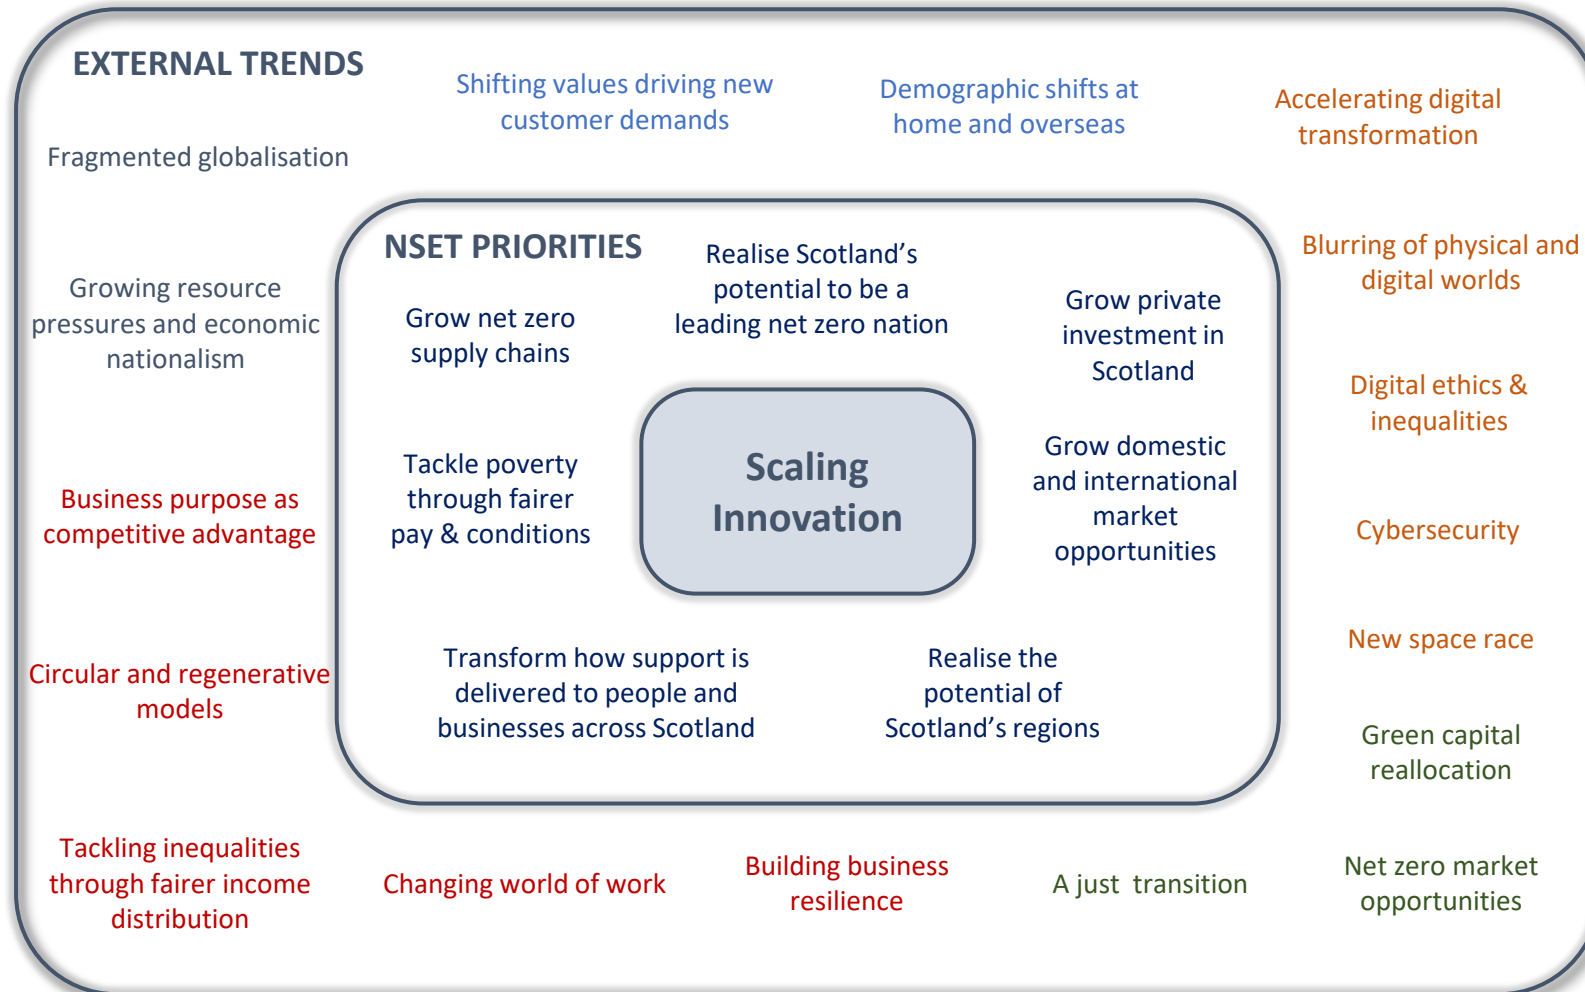 EXTERNAL TRENDS
Shifting values driving new
customer demands
Demographic shifts at
home and overseas
Accelerating digital
transformation
Fragmented globalisation
Growing resource
pressures and economic
nationalism
Business purpose as
competitive advantage
Circular and regenerative
models
Tackling inequalities
through fairer income
distribution
NSET PRIORITIES
Realise Scotland’s
potential to be a
leading net zero nation
Grow net zero
supply chains
Grow private
investment in
Scotland
Tackle poverty
through fairer
pay & conditions
Scaling
Innovation
Grow domestic
and international
market
opportunities
Transform how support is
delivered to people and
businesses across Scotland
Realise the
potential of
Scotland’s regions
Blurring of physical and
digital worlds
Digital ethics &
inequalities
Cybersecurity
New space race
Green capital
reallocation
Changing world of work
Building business
resilience
A just transition
Net zero market
opportunities